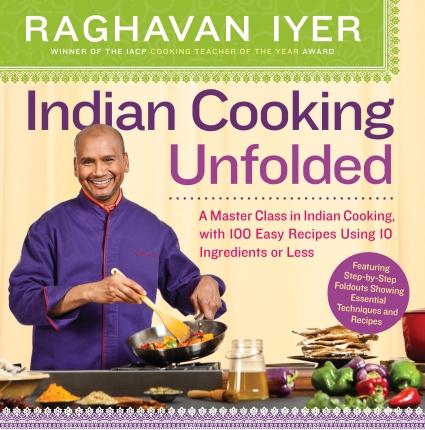 RAGHAVAN IYER
WINNER OF THE IACP COOKING TEACHER OF THE YEAR AWARD
Indian Cooking
Unfolded
A Master Class in Indian Cooking,
with 100 Easy Recipes Using 10
Ingredients or Less
Featuring
Step-by-Step
Foldouts Showing
Essential
Techniques and
Recipes